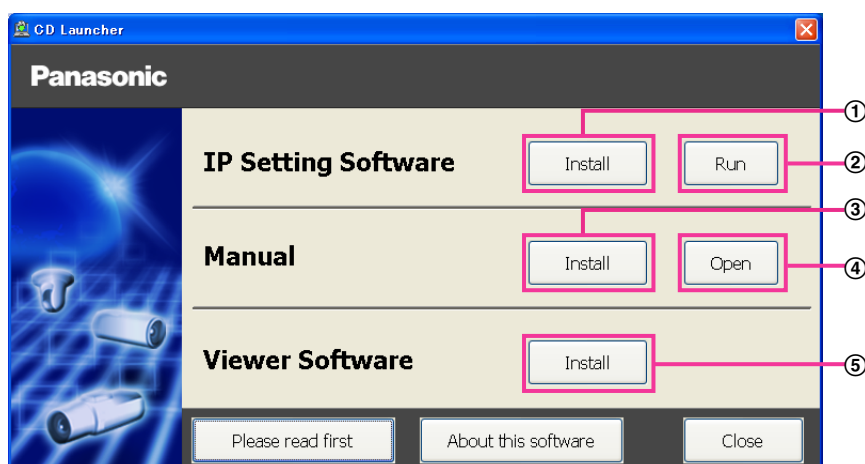 CD Launcher
Panasonic
①
IP Setting Software Install Run ②
③
Manual Install Open ④
Viewer Software Install ⑤
Please read first About this software Close